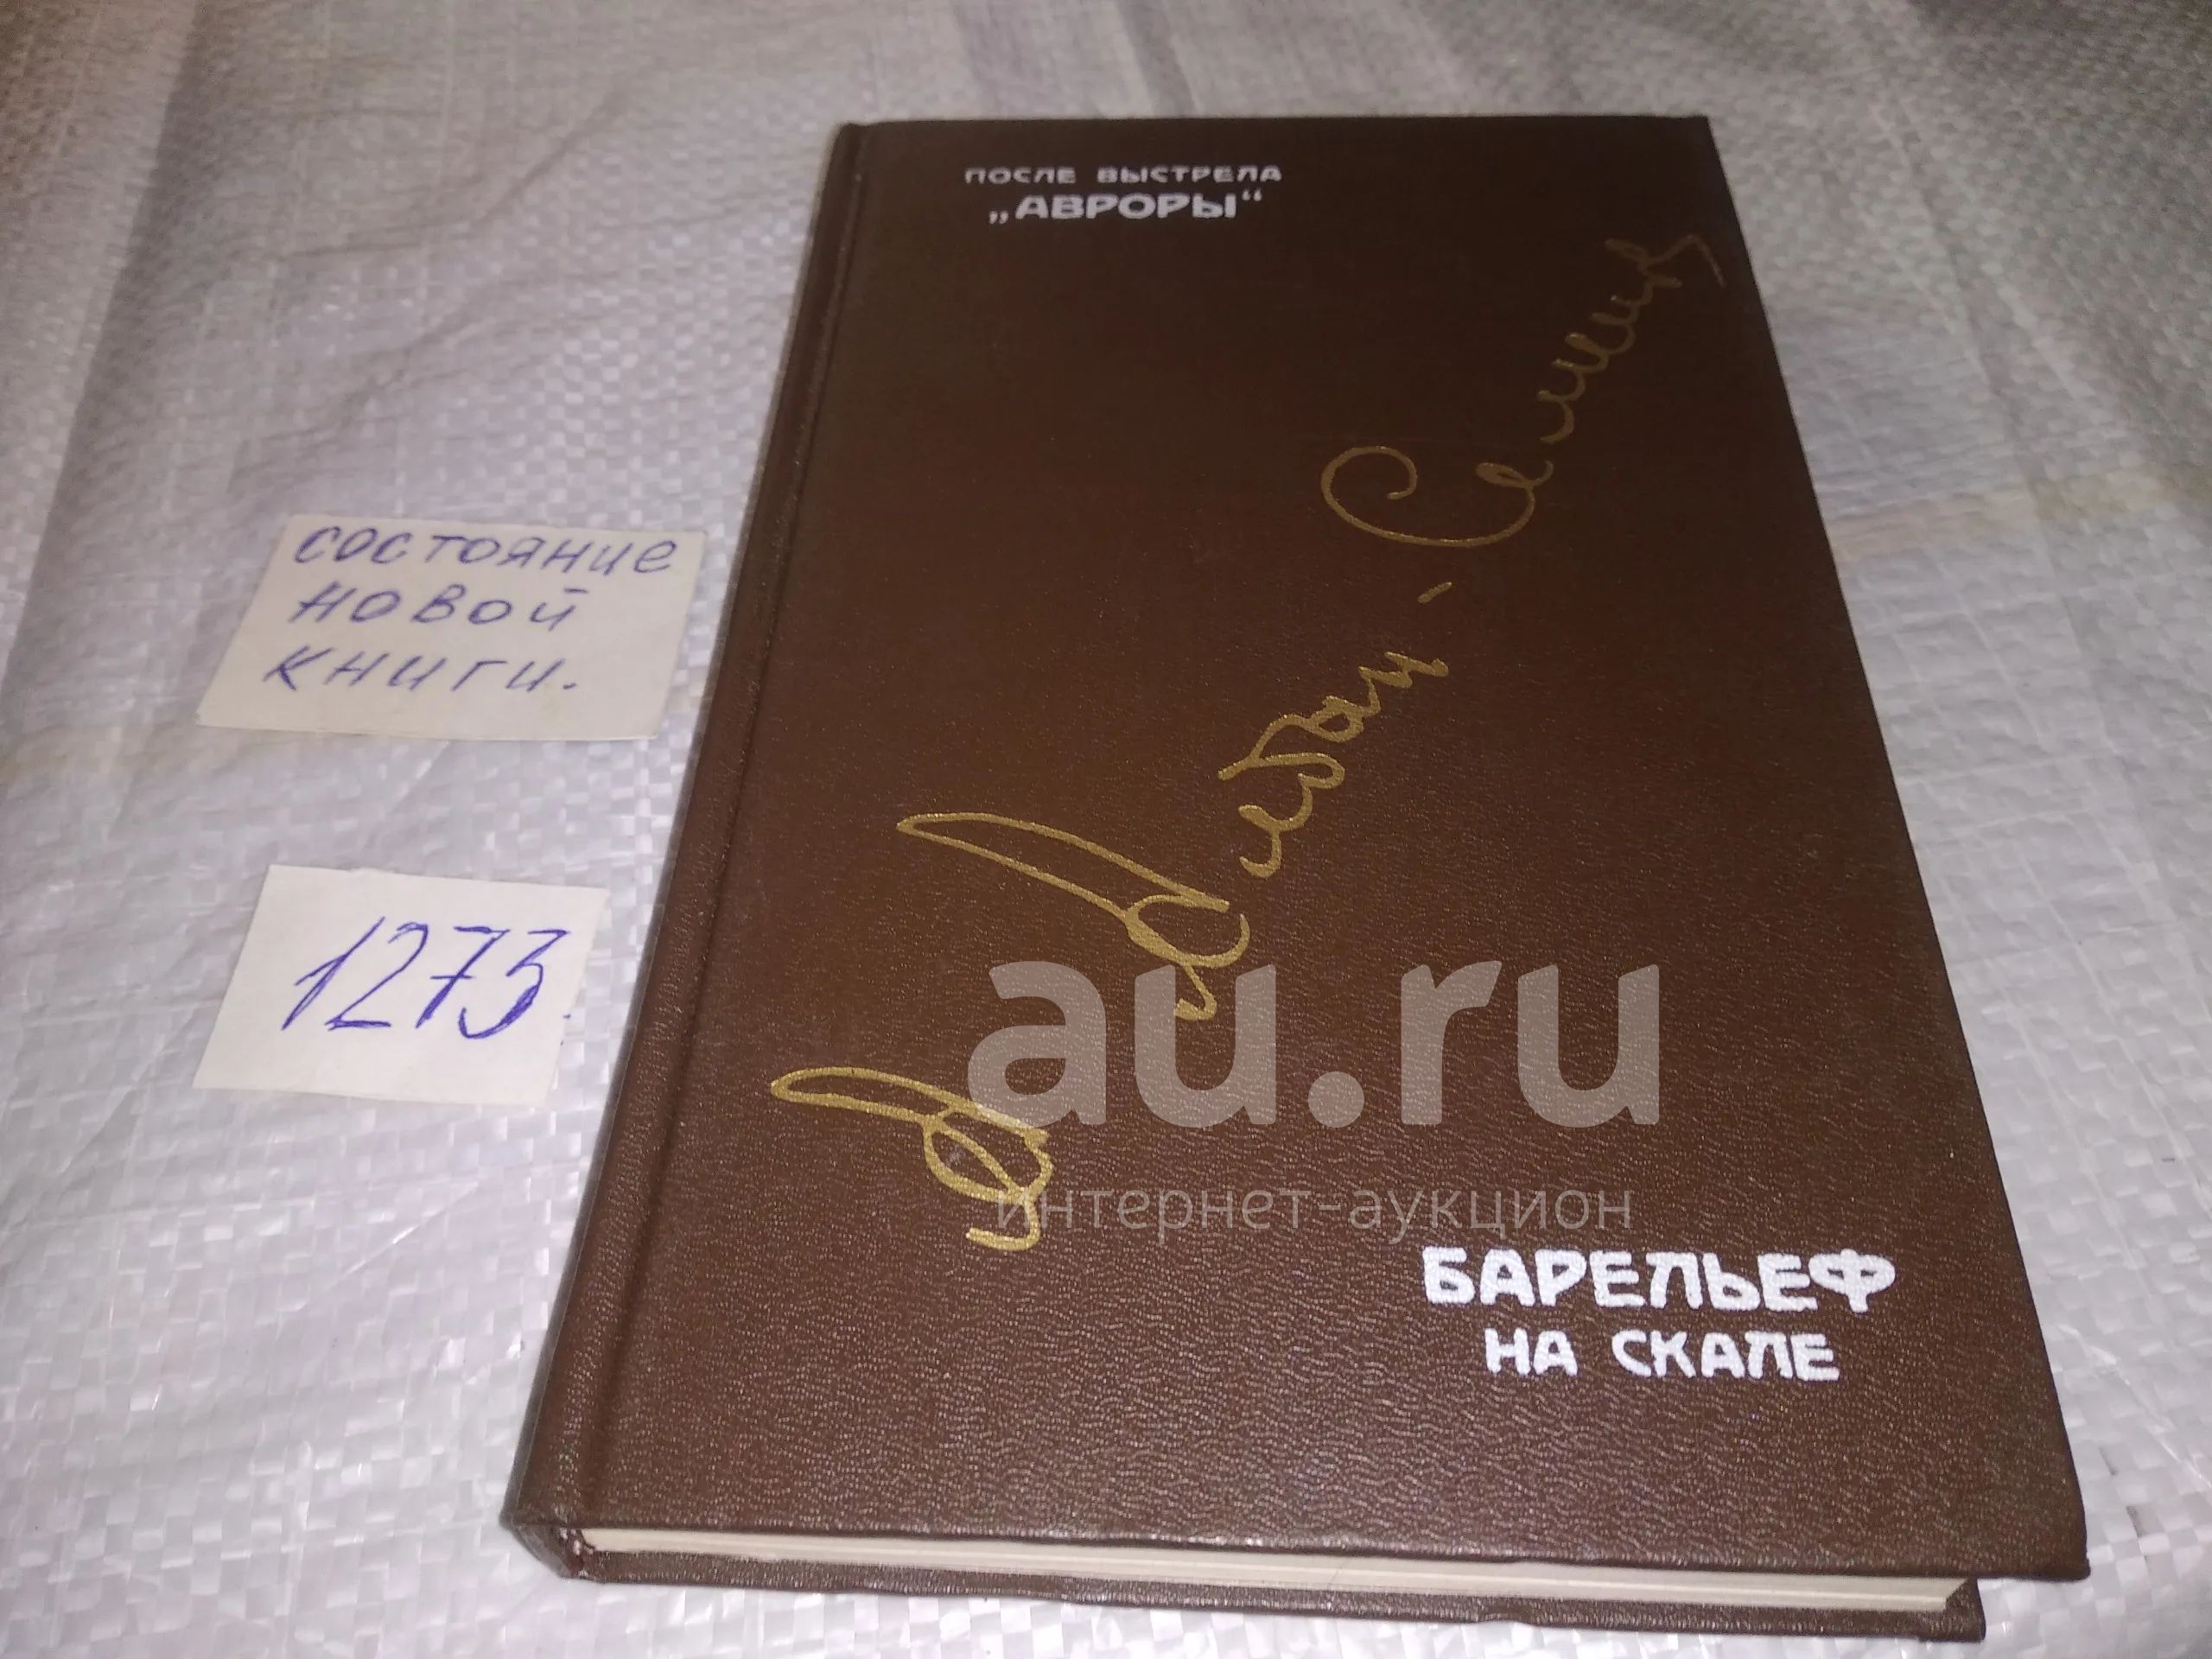 ПОСЛЕ ВЫСТРЕЛА
„АВРОРЫ“
состояние
новой
книги.
1273
au.ru
интернет-аукцион
БАРЕЛЬЕФ
НА СКАЛЕ